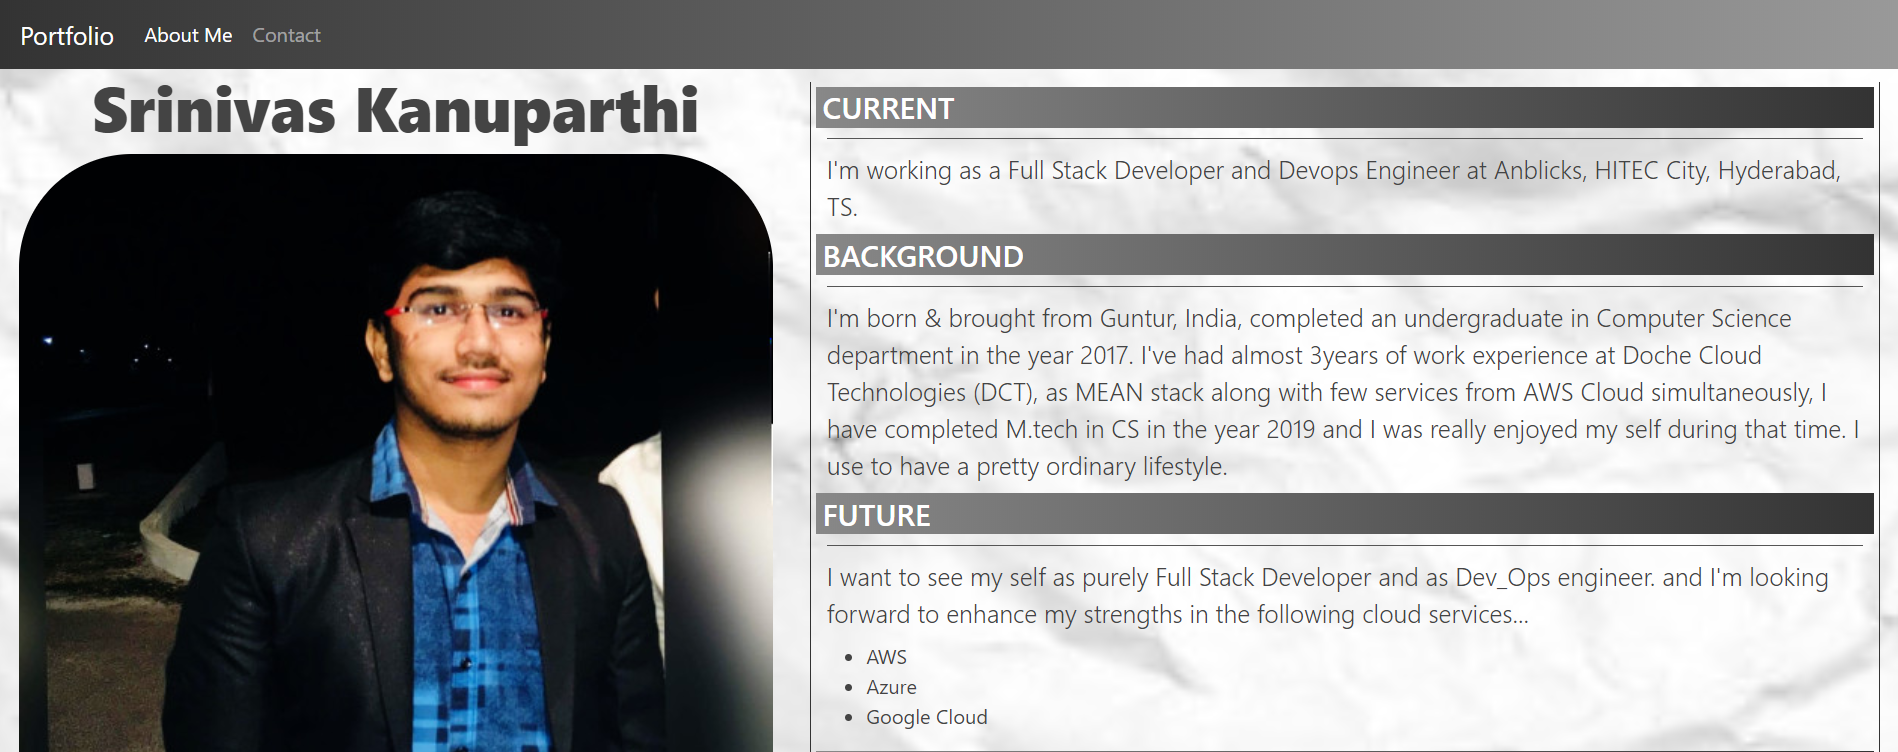 Portfolio About Me Contact
Srinivas Kanuparthi
CURRENT
I'm working as a Full Stack Developer and Devops Engineer at Anblicks, HITEC City, Hyderabad,
TS.
BACKGROUND
I'm born & brought from Guntur, India, completed an undergraduate in Computer Science
department in the year 2017. I've had almost 3years of work experience at Doche Cloud
Technologies (DCT), as MEAN stack along with few services from AWS Cloud simultaneously, I
have completed M.tech in CS in the year 2019 and I was really enjoyed my self during that time. I
use to have a pretty ordinary lifestyle.
FUTURE
I want to see my self as purely Full Stack Developer and as Dev_Ops engineer. and I'm looking
forward to enhance my strengths in the following cloud services...
• AWS
• Azure
• Google Cloud